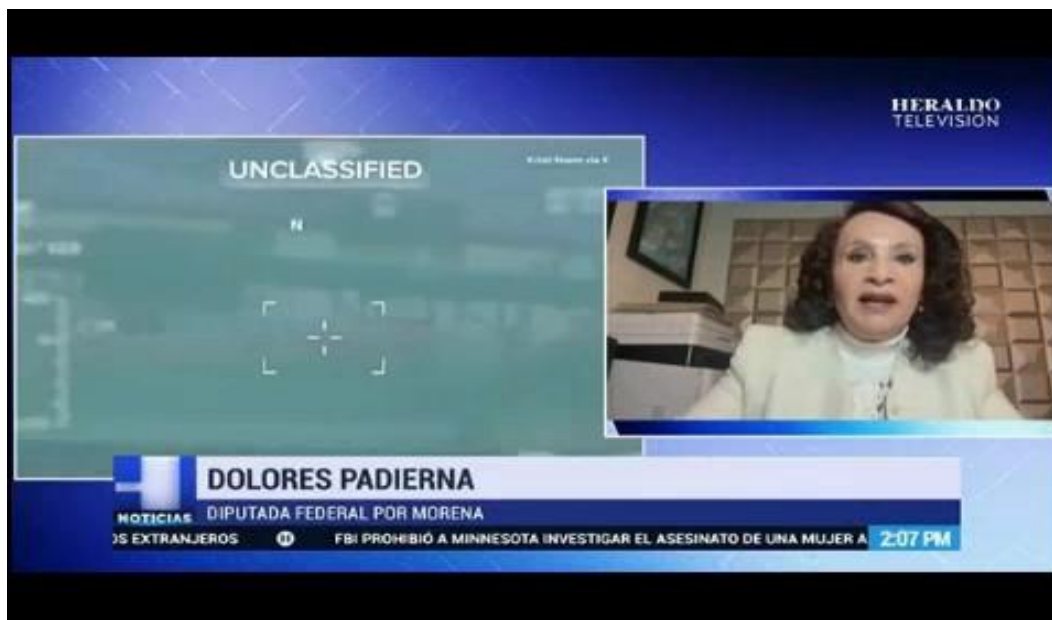 HERALDO
TELEVISIÓN
UNCLASSIFIED
N
DOLORES PADIERNA
NOTICIAS
DIPUTADA FEDERAL POR MORENA
OS EXTRANJEROS
FBI PROHIBIÓ A MINNESOTA INVESTIGAR EL ASESINATO DE UNA MUJER A
2:07 PM